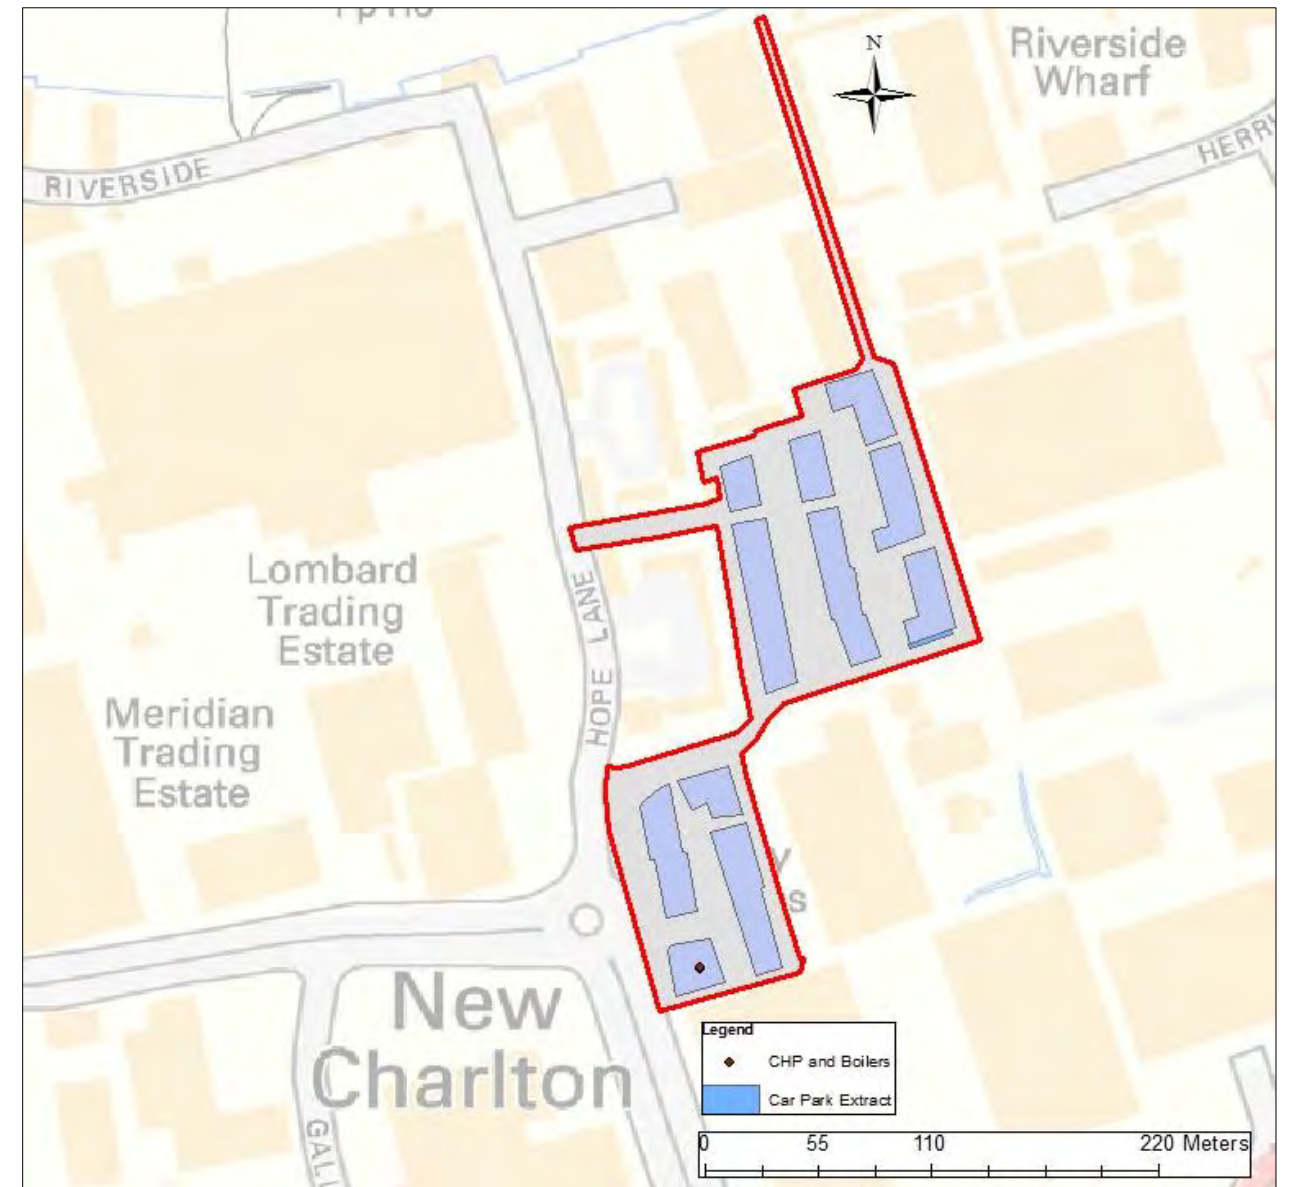 N
Riverside
Wharf
RIVERSIDE
Lombard
Trading
Estate
HOPE LANE
Meridian
Trading
Estate
New
Charlton
Legend
CHP and Boilers
Car Park Extract
0 55 110 220 Meters